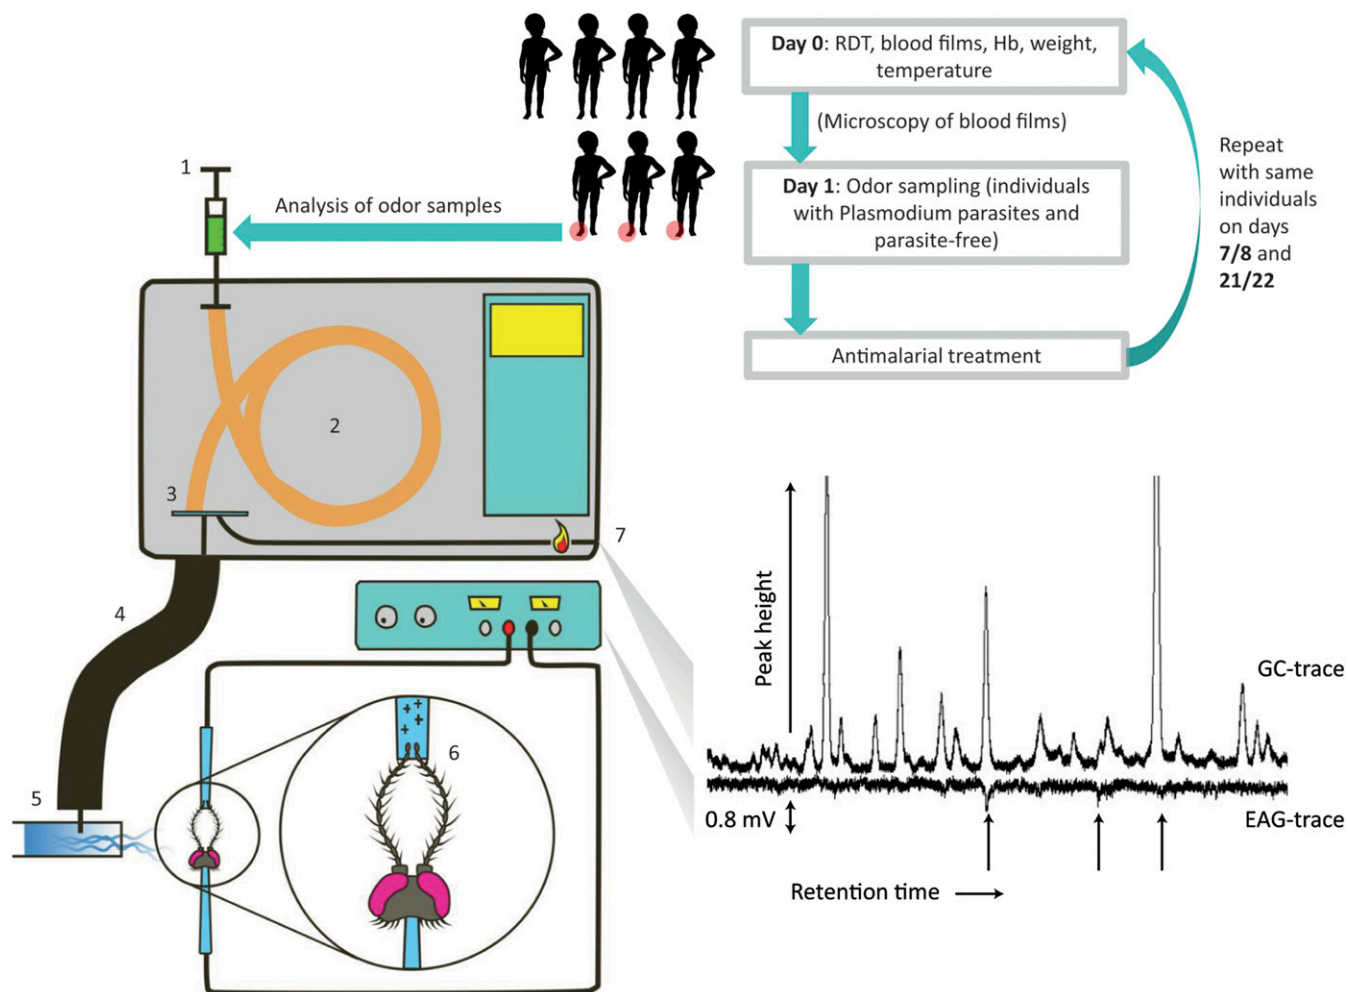 Day 0: RDT, blood films, Hb, weight,
temperature
(Microscopy of blood films)
Day 1: Odor sampling (individuals
with Plasmodium parasites and
parasite-free)
Antimalarial treatment
Repeat
with same
individuals
on days
7/8 and
21/22
Analysis of odor samples
1
2
3
4
5
6
7
Peak height
GC-trace
0.8 mV
EAG-trace
Retention time